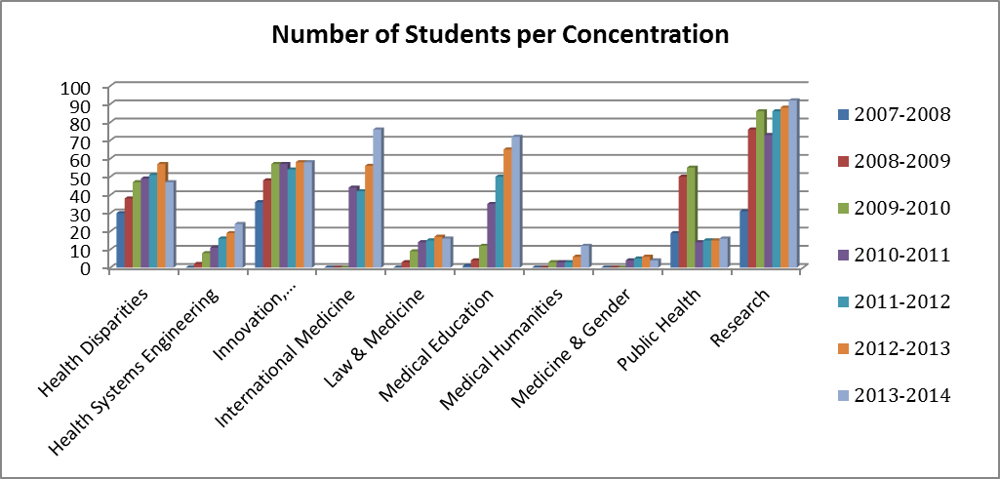 Number of Students per Concentration
100
90
80
70
60
50
40
30
20
10
0
Health Disparities
Health Systems Engineering
Innovation,...
International Medicine
Law & Medicine
Medical Education
Medical Humanities
Medicine & Gender
Public Health
Research
2007-2008
2008-2009
2009-2010
2010-2011
2011-2012
2012-2013
2013-2014